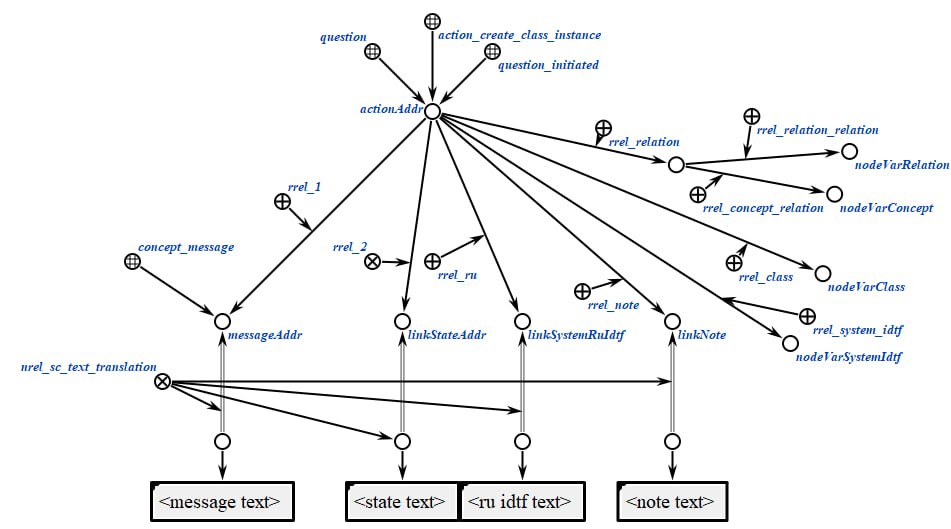 question
action_create_class_instance
question_initiated
actionAddr
rrel_relation
rrel_relation_relation
nodeVarRelation
rrel_1
rrel_concept_relation
nodeVarConcept
concept_message
rrel_2
rrel_ru
rrel_class
nodeVarClass
rrel_note
messageAddr
linkStateAddr
linkSystemRuIdtf
linkNote
rrel_system_idtf
nodeVarSystemIdtf
nrel_sc_text_translation
<message text>
<state text>
<ru idtf text>
<note text>